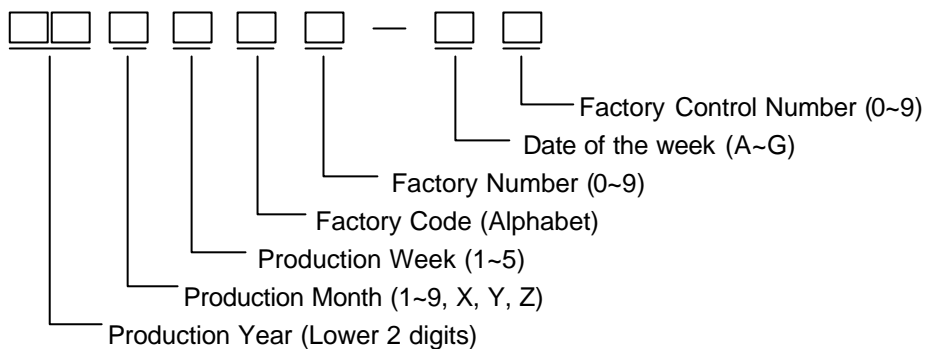 Factory Control Number (0~9)
Date of the week (A~G)
Factory Number (0~9)
Factory Code (Alphabet)
Production Week (1~5)
Production Month (1~9, X, Y, Z)
Production Year (Lower 2 digits)